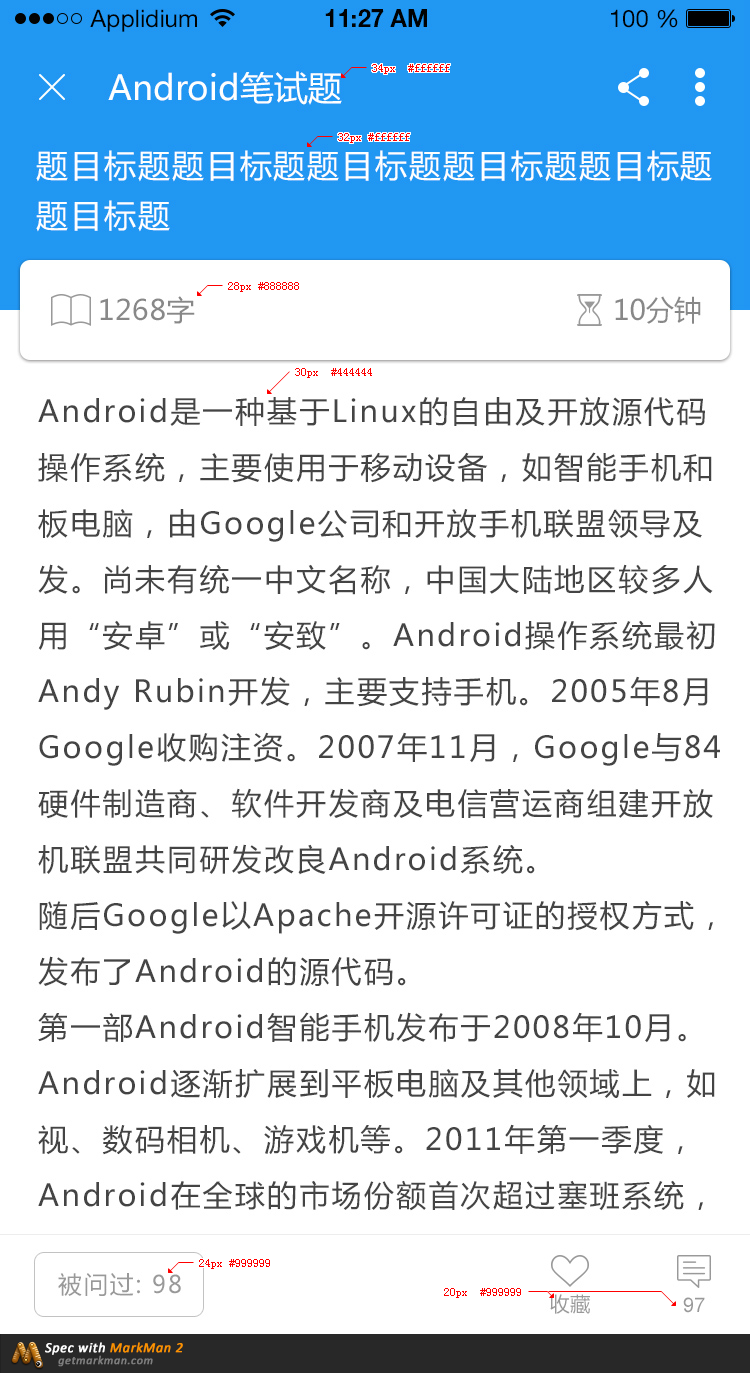 Applidium 11:27 AM 100 %
Android笔试题 34px #ffffff
32px #ffffff
题目标题题目标题题目标题题目标题题目标题
题目标题
1268字 28px #888888 10分钟
30px #444444
Android是一种基于Linux的自由及开放源代码
操作系统，主要使用于移动设备，如智能手机和
板电脑，由Google公司和开放手机联盟领导及
发。尚未有统一中文名称，中国大陆地区较多人
用“安卓”或“安致”。Android操作系统最初
Andy Rubin开发，主要支持手机。2005年8月
Google收购注资。2007年11月，Google与84
硬件制造商、软件开发商及电信营运商组建开放
机联盟共同研发改良Android系统。
随后Google以Apache开源许可证的授权方式，
发布了Android的源代码。
第一部Android智能手机发布于2008年10月。
Android逐渐扩展到平板电脑及其他领域上，如
视、数码相机、游戏机等。2011年第一季度，
Android在全球的市场份额首次超过塞班系统，
被问过: 98 24px #999999
20px #999999 收藏 97
Spec with MarkMan 2
getmarkman.com